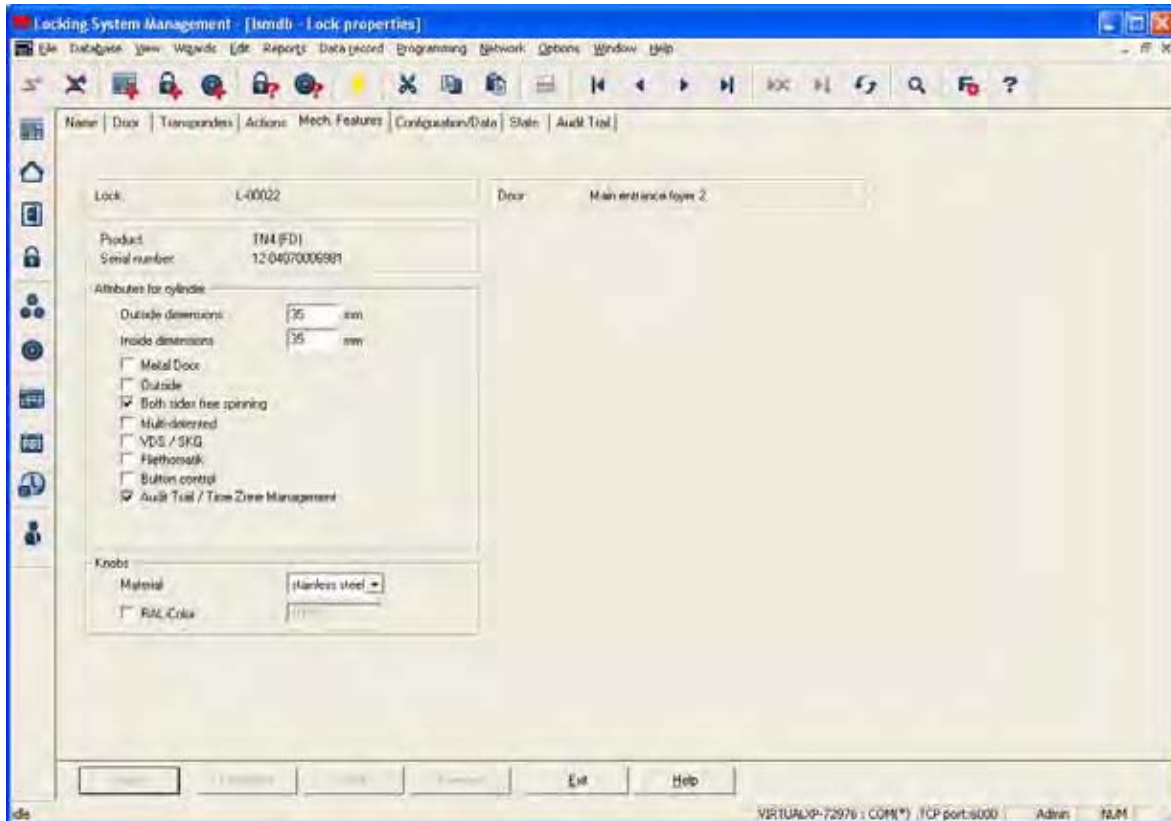 Locking System Management - [lsmdb - Lock properties]
File Database View Wizards Edit Reports Data record Programming Network Options Window Help
Name Door Transponders Actions Mech. Features Configuration/Data State Audit Trail
Lock: L-00022 Door Main entrance foyer 2
Product: TN4 (FD)
Serial number: 12-04070006981
Attributes for cylinder
Outside dimensions 35 mm
Inside dimensions 35 mm
Metal Door
Outside
Both sides free spinning
Multi-detented
VDS / SKG
Fliethomatik
Button control
Audit Trail / Time Zone Management
Knobs
Material stainless steel
RAL-Color
Exit Help
VIRTUALXP-72976 : COM(*) TCP port:6000 Admin NUM